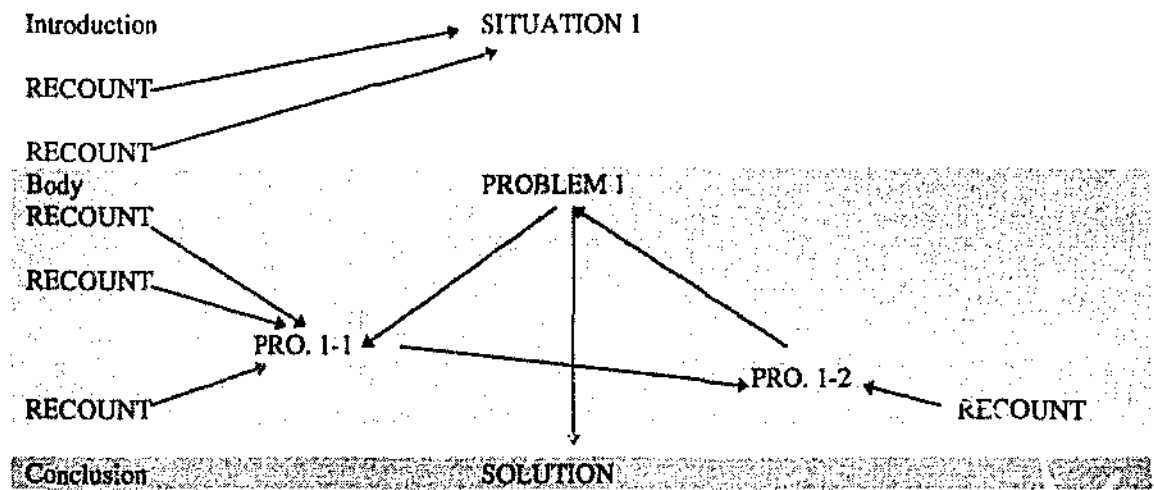 Introduction SITUATION 1
RECOUNT
RECOUNT
Body PROBLEM 1
RECOUNT
RECOUNT
PRO. 1-1
PRO. 1-2
RECOUNT RECOUNT
Conclusion SOLUTION